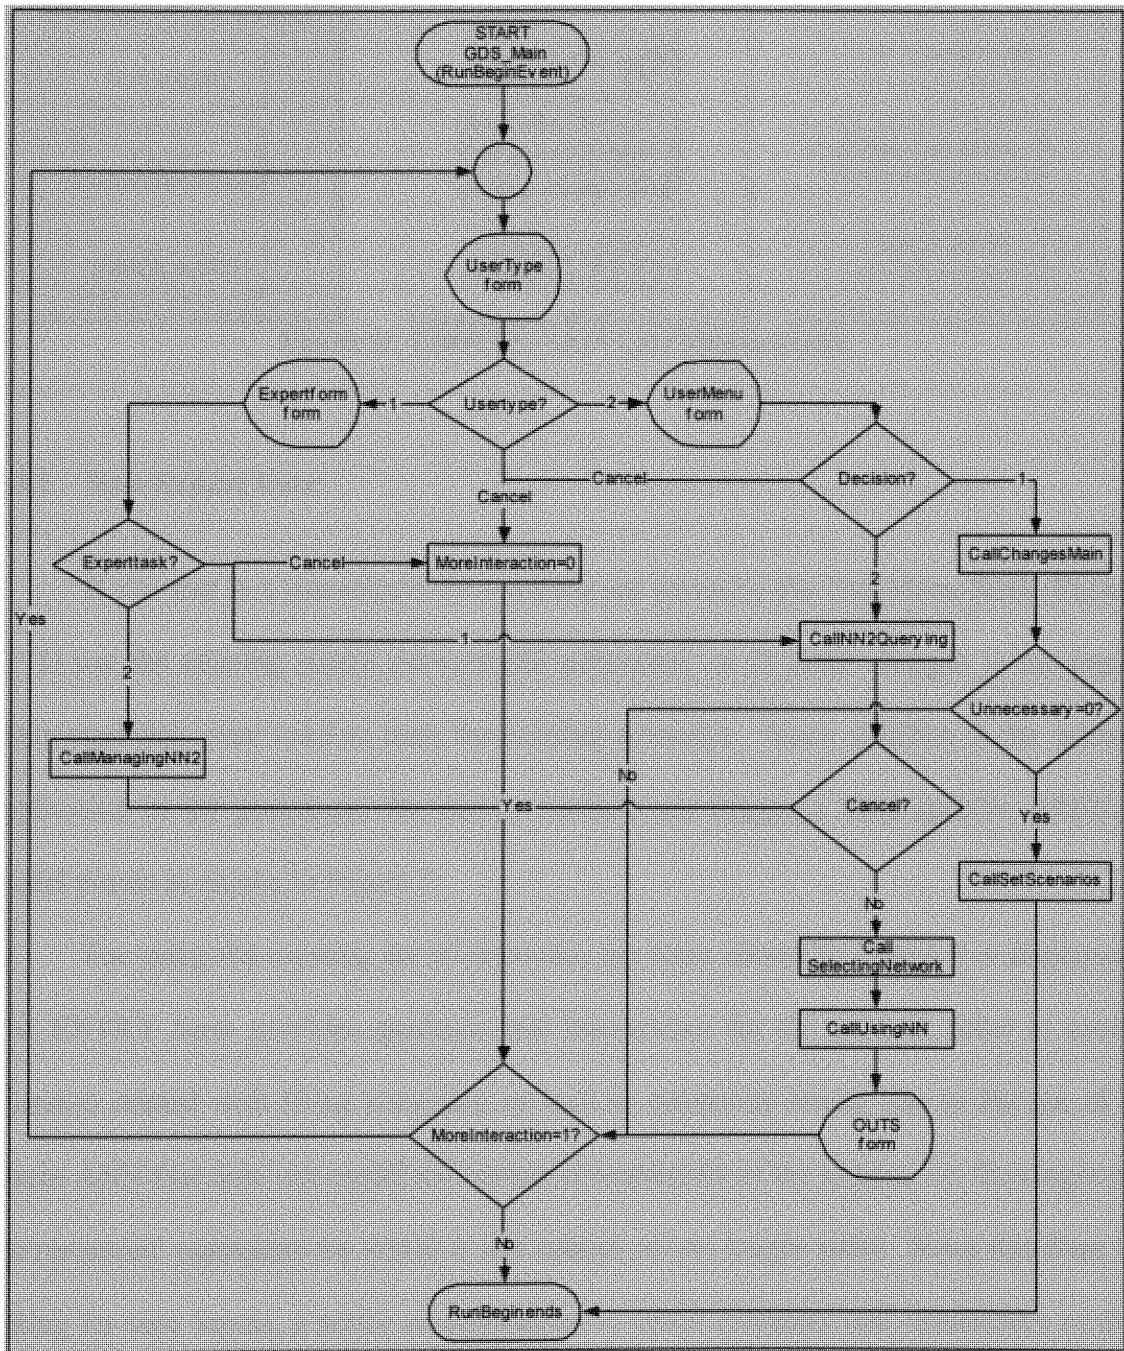 START
GDS_Main
(RunBeginEvent)
UserType
form
Expertform
form
1
Usertype?
2
UserMenu
form
Cancel
Decision?
1
Cancel
Experttask?
Cancel
MoreInteraction=0
CallChangesMain
2
Yes
1
CallNN2Querying
2
Unnecessary=0?
CallManagingNN2
No
Yes
Cancel?
Yes
CallSetScenarios
No
Call
SelectingNetwork
CallUsingNN
MoreInteraction=1?
OUTS
form
No
RunBegin ends